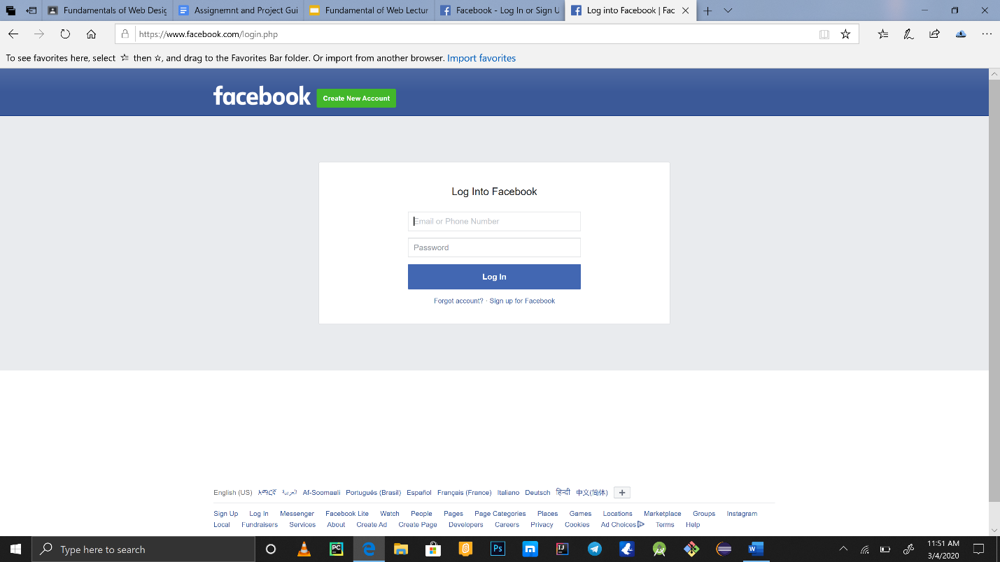 Fundamentals of Web Desig
Assignemnt and Project Gui
Fundamental of Web Lectur
Facebook - Log In or Sign U
Log into Facebook | Fac
https://www.facebook.com/login.php
To see favorites here, select then , and drag to the Favorites Bar folder. Or import from another browser. Import favorites
facebook Create New Account
Log Into Facebook
Email or Phone Number
Password
Log In
Forgot account? · Sign up for Facebook
English (US) አማርኛ العربية Af-Soomaali Português (Brasil) Español Français (France) Italiano Deutsch हिन्दी 中文(简体) +
Sign Up Log In Messenger Facebook Lite Watch People Pages Page Categories Places Games Locations Marketplace Groups Instagram
Local Fundraisers Services About Create Ad Create Page Developers Careers Privacy Cookies Ad Choices Terms Help
Type here to search
PC
Ps
IJ
W
11:51 AM
3/4/2020